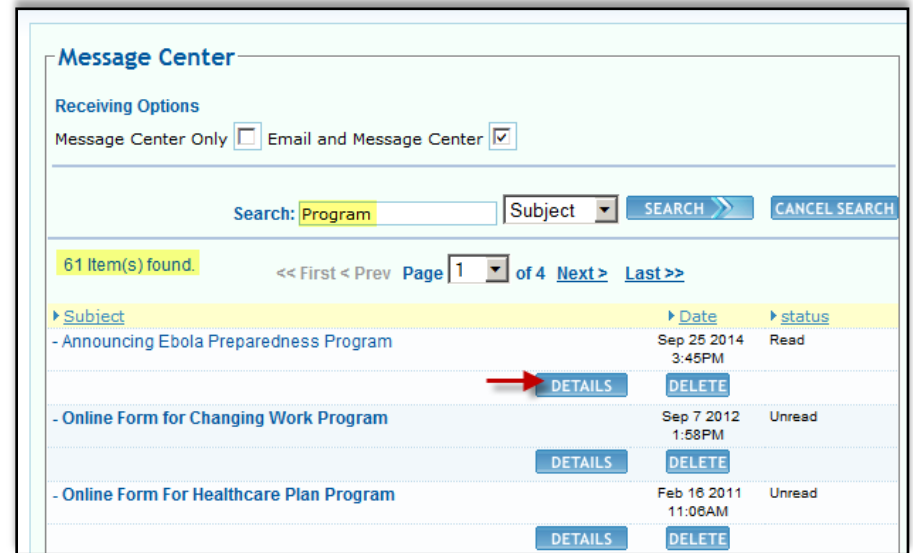 Message Center
Receiving Options
Message Center Only Email and Message Center
Search: Program Subject SEARCH CANCEL SEARCH
61 Item(s) found. << First < Prev Page 1 of 4 Next > Last >>
Subject Date status
- Announcing Ebola Preparedness Program Sep 25 2014 Read
3:45PM
DETAILS DELETE
- Online Form for Changing Work Program Sep 7 2012 Unread
1:58PM
DETAILS DELETE
- Online Form For Healthcare Plan Program Feb 16 2011 Unread
11:06AM
DETAILS DELETE